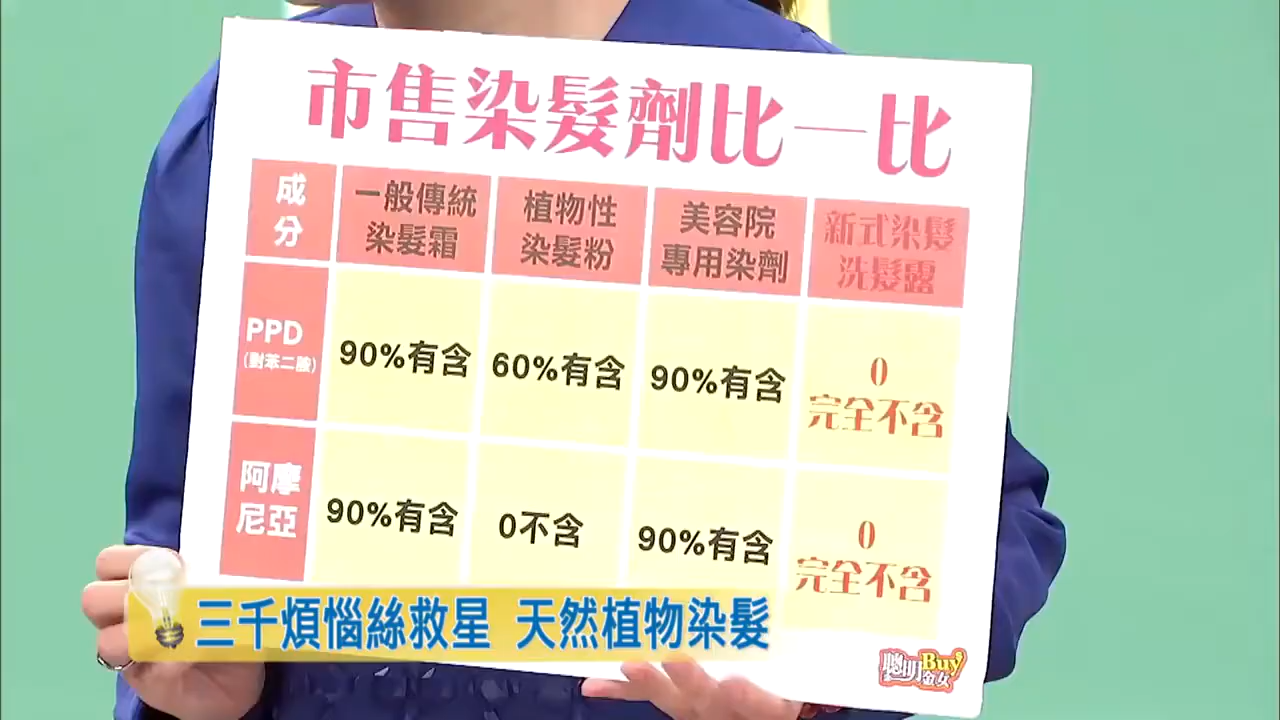 市售染髮劑比一比
成分
一般傳統染髮霜
植物性染髮粉
美容院專用染劑
新式染髮洗髮露
PPD
(對苯二胺)
90%有含
60%有含
90%有含
0
完全不含
阿摩尼亞
90%有含
0不含
90%有含
0
完全不含
三千煩惱絲救星 天然植物染髮
聰明Buy金女